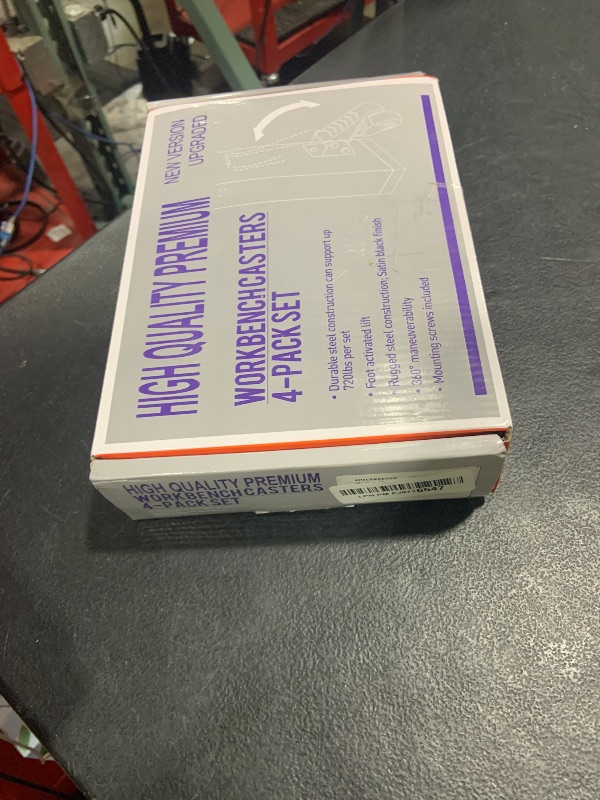 NEW VERSION
UPGRADED
HIGH QUALITY PREMIUM
WORKBENCH CASTERS
4-PACK SET
• Durable steel construction can support up
720lbs per set
• Foot activated lift
• Rugged steel construction; Satin black finish
• 360° maneuverability
• Mounting screws included
HIGH QUALITY PREMIUM
WORKBENCH CASTERS
4-PACK SET
6547